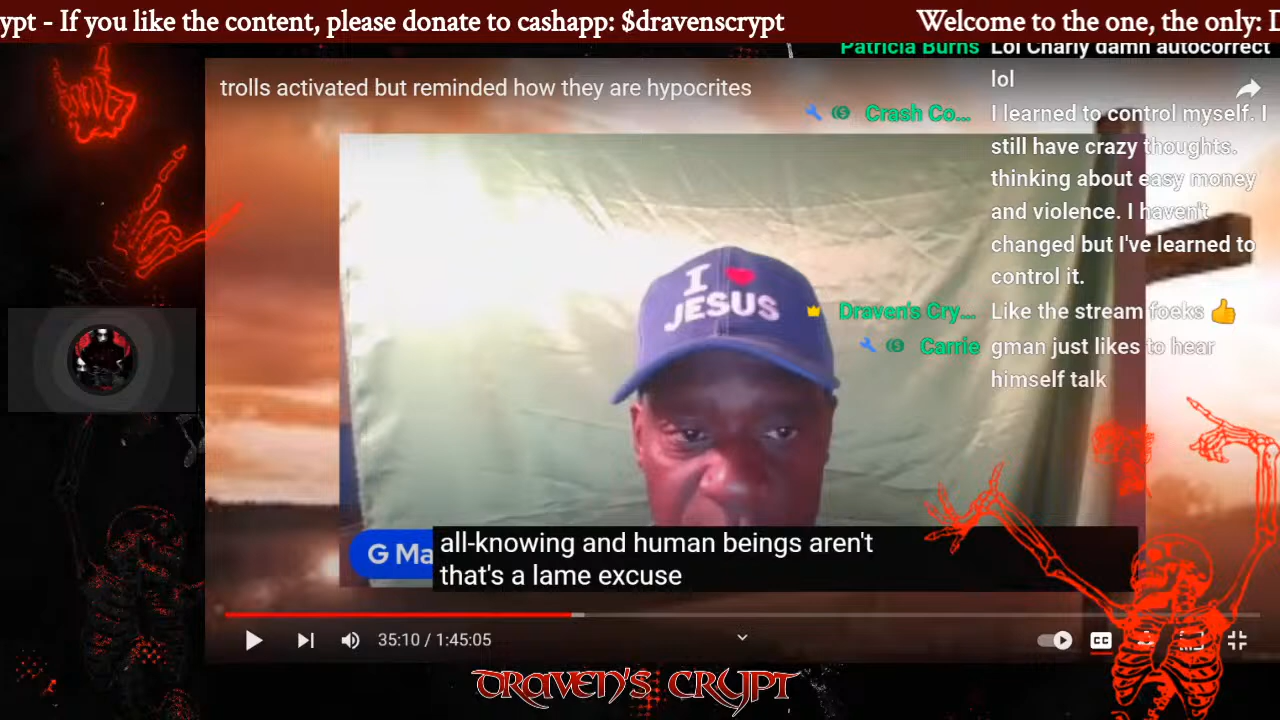 ypt - If you like the content, please donate to cashapp: $dravenscrypt
Welcome to the one, the only:
Patricia Burns Lol Charly damn autocorrect
lol
trolls activated but reminded how they are hypocrites
Crash Co... I learned to control myself. I
still have crazy thoughts.
thinking about easy money
and violence. I haven't
changed but I've learned to
control it.
Draven's Cry... Like the stream foeks 👍
Carrie gman just likes to hear
himself talk
I ❤ JESUS
G Ma
all-knowing and human beings aren't
that's a lame excuse
35:10 / 1:45:05
CC
DRAVEN'S CRYPT